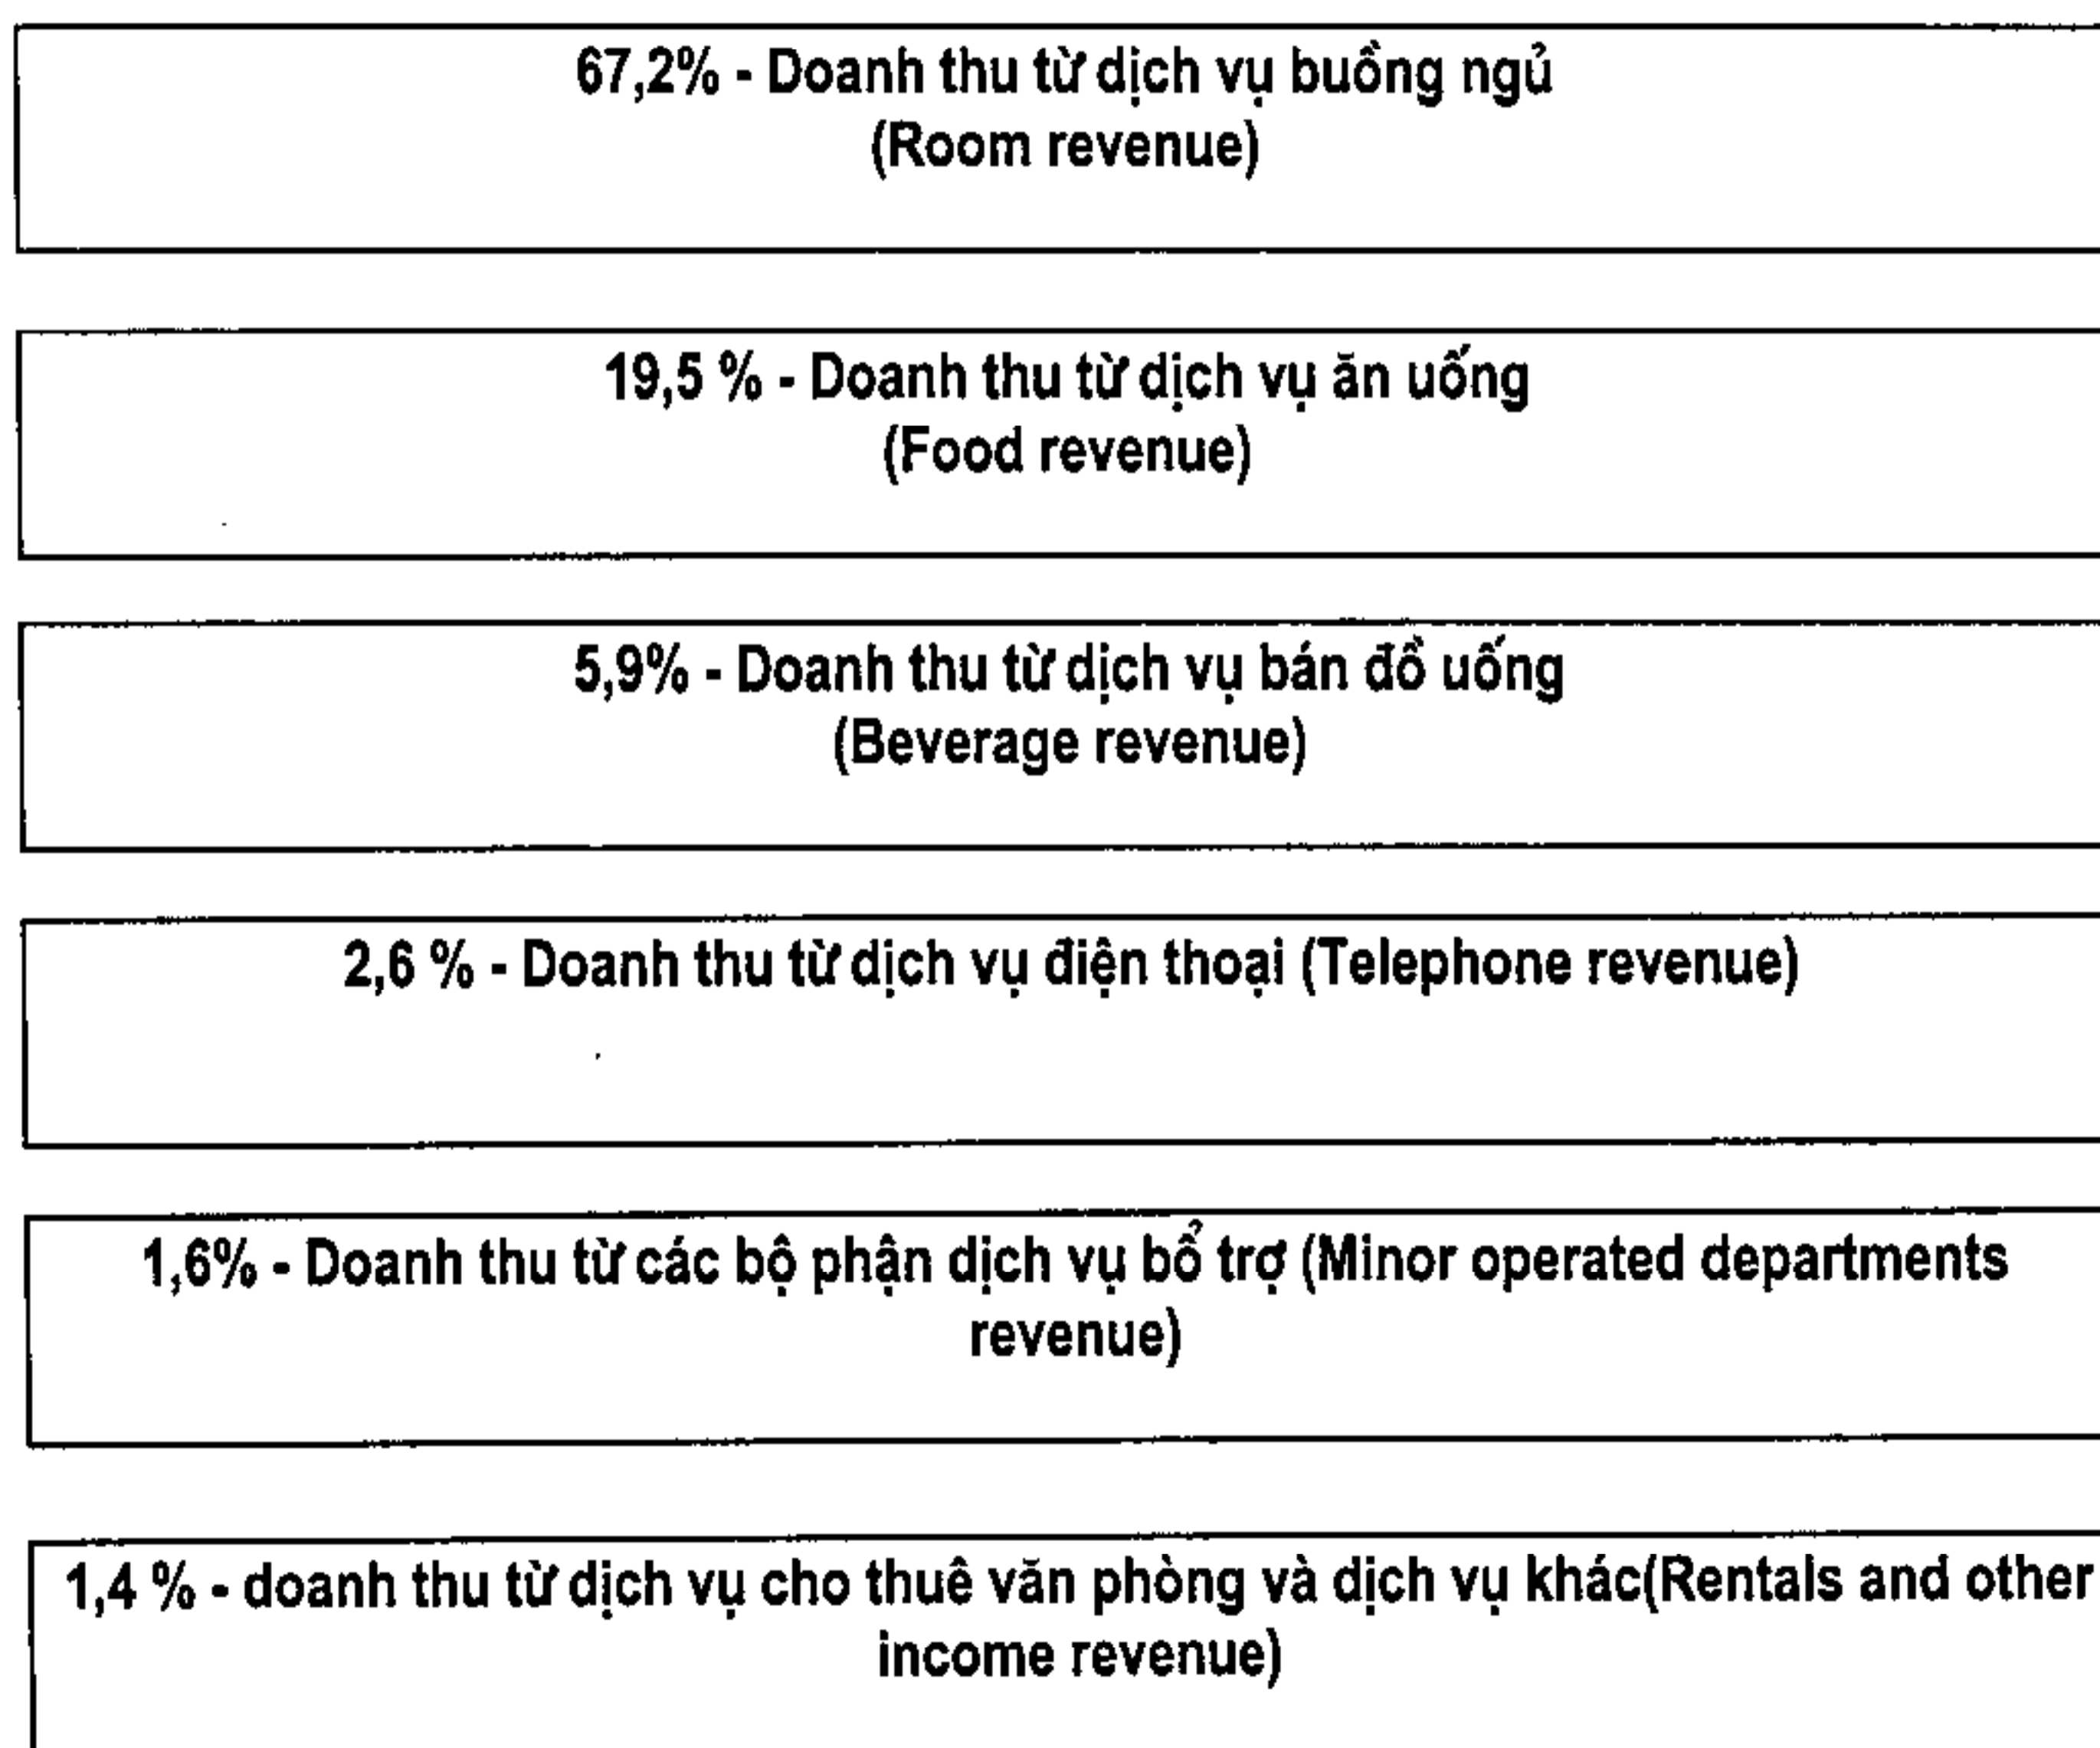 67,2% - Doanh thu từ dịch vụ buồng ngủ
(Room revenue)
19,5 % - Doanh thu từ dịch vụ ăn uống
(Food revenue)
5,9% - Doanh thu từ dịch vụ bán đồ uống
(Beverage revenue)
2,6 % - Doanh thu từ dịch vụ điện thoại (Telephone revenue)
1,6% - Doanh thu từ các bộ phận dịch vụ bổ trợ (Minor operated departments
revenue)
1,4 % - doanh thu từ dịch vụ cho thuê văn phòng và dịch vụ khác(Rentals and other
income revenue)